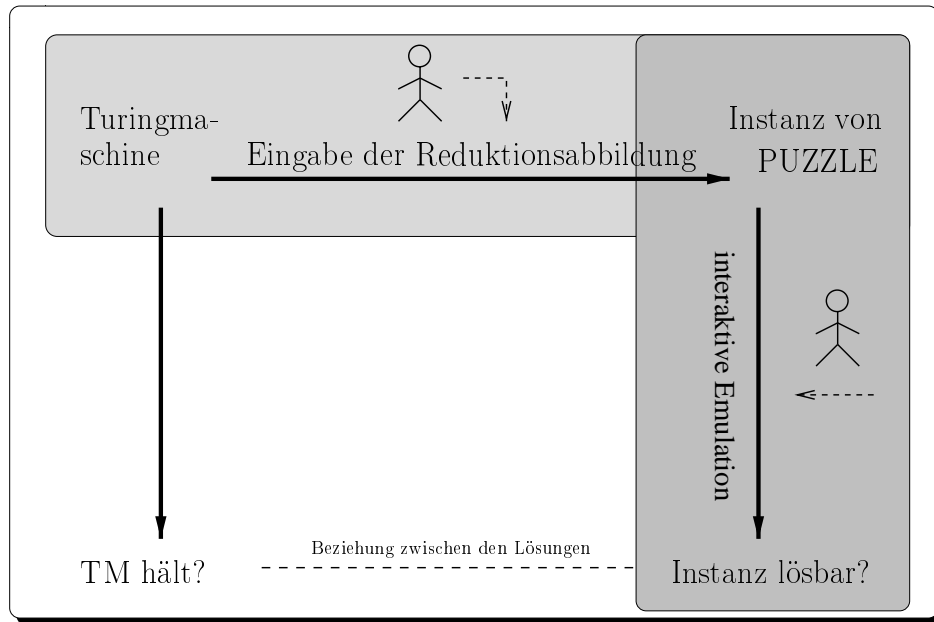 Turingma-
schine
Eingabe der Reduktionsabbildung
Instanz von
PUZZLE
interaktive Emulation
Beziehung zwischen den Lösungen
TM hält?
Instanz lösbar?